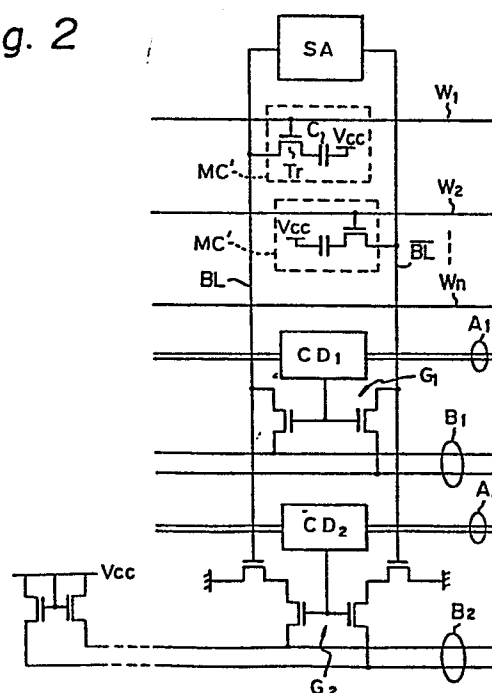 g. 2
SA
W1
C
Vcc
Tr
MC'
W2
Vcc
MC'
BL
BL
Wn
A1
CD1
G1
B1
A
CD2
Vcc
B2
G2